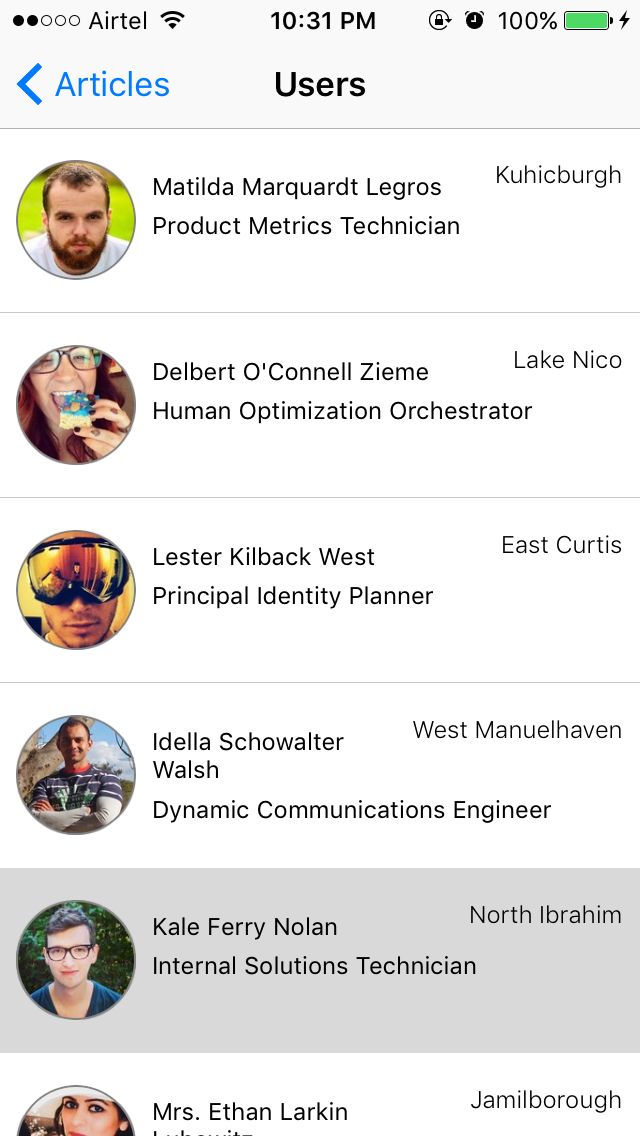 Airtel 10:31 PM 100%
Articles Users
Matilda Marquardt Legros Kuhicburgh
Product Metrics Technician
Delbert O'Connell Zieme Lake Nico
Human Optimization Orchestrator
Lester Kilback West East Curtis
Principal Identity Planner
Idella Schowalter West Manuelhaven
Walsh
Dynamic Communications Engineer
Kale Ferry Nolan North Ibrahim
Internal Solutions Technician
Mrs. Ethan Larkin Jamilborough